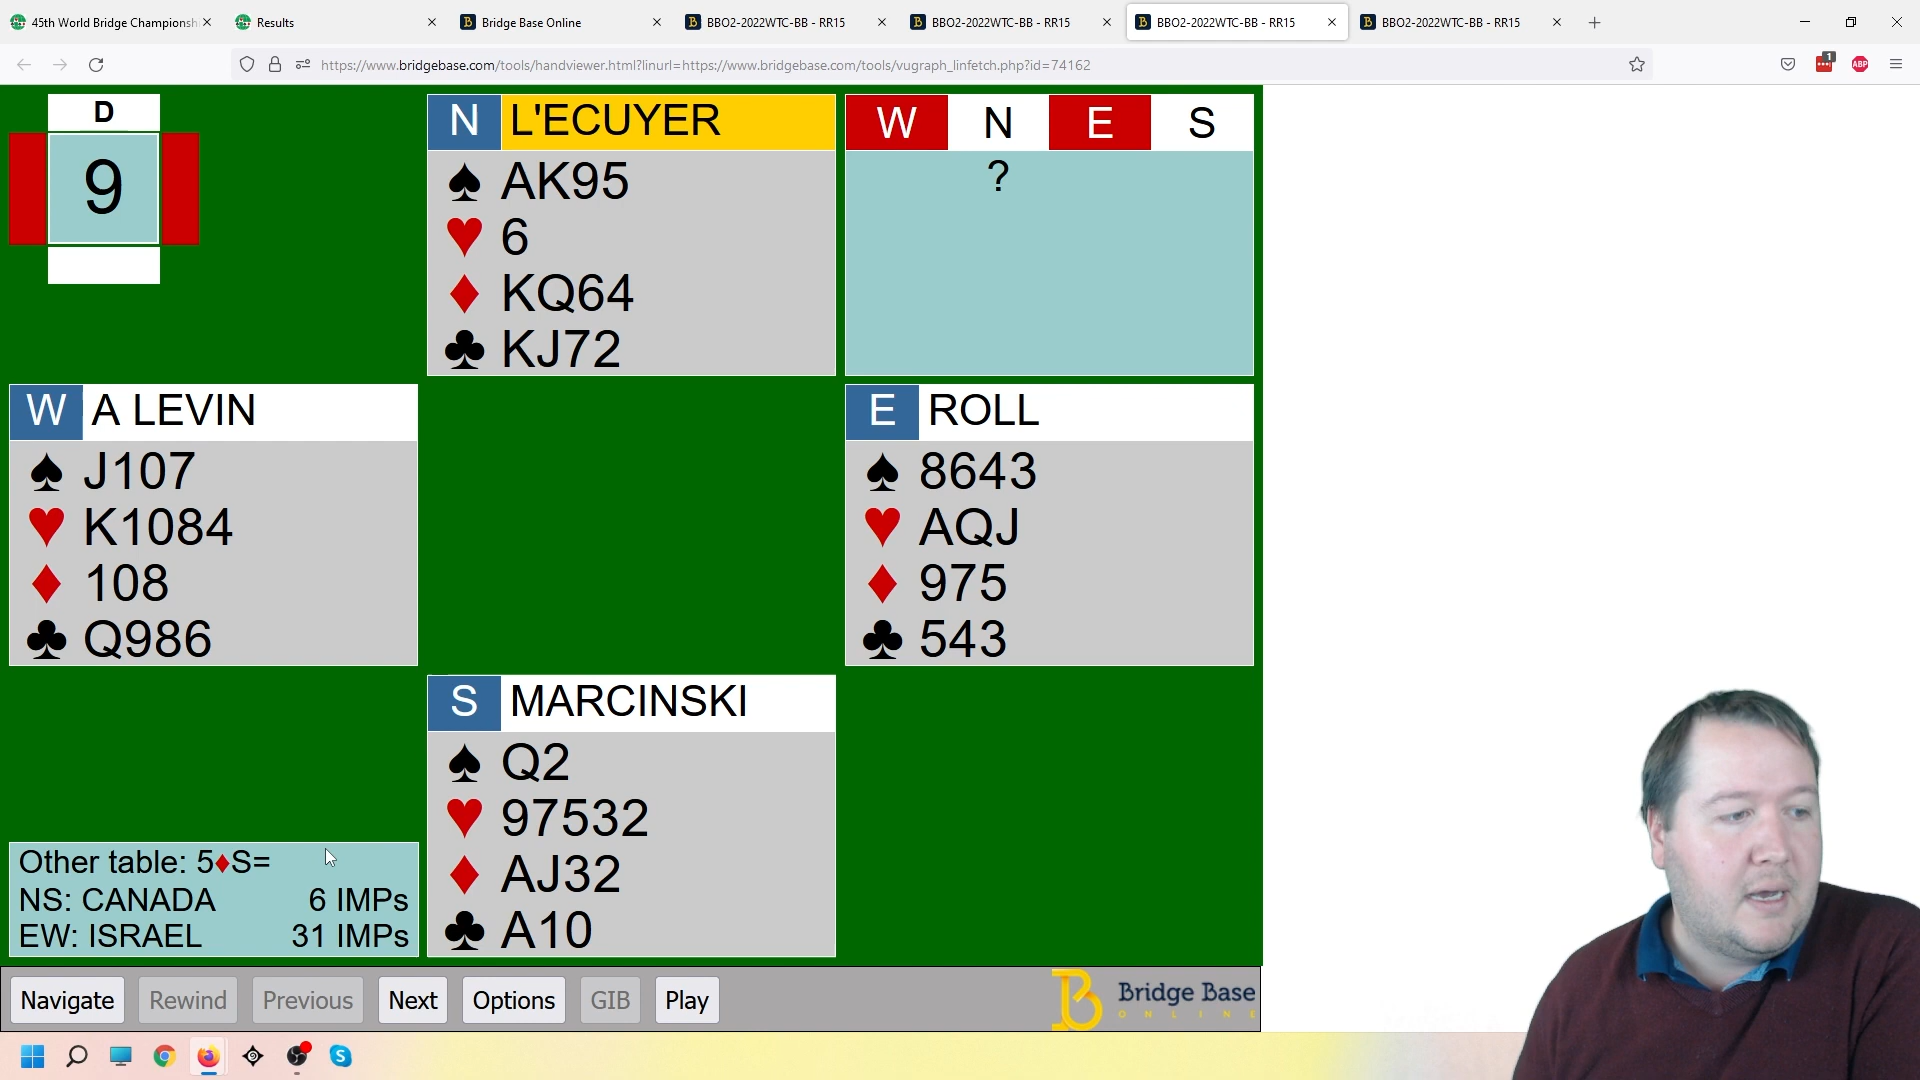 45th World Bridge Championsh
Results
Bridge Base Online
BBO2-2022WTC-BB - RR15
BBO2-2022WTC-BB - RR15
BBO2-2022WTC-BB - RR15
BBO2-2022WTC-BB - RR15
https://www.bridgebase.com/tools/handviewer.html?linurl=https://www.bridgebase.com/tools/vugraph_linfetch.php?id=74162
1
ABP
D
9
N L'ECUYER
♠ AK95
♥ 6
♦ KQ64
♣ KJ72
W N E S
?
W A LEVIN
♠ J107
♥ K1084
♦ 108
♣ Q986
E ROLL
♠ 8643
♥ AQJ
♦ 975
♣ 543
S MARCINSKI
♠ Q2
♥ 97532
♦ AJ32
♣ A10
Other table: 5♦S=
NS: CANADA 6 IMPs
EW: ISRAEL 31 IMPs
Navigate Rewind Previous Next Options GIB Play
Bridge Base
ONLINE